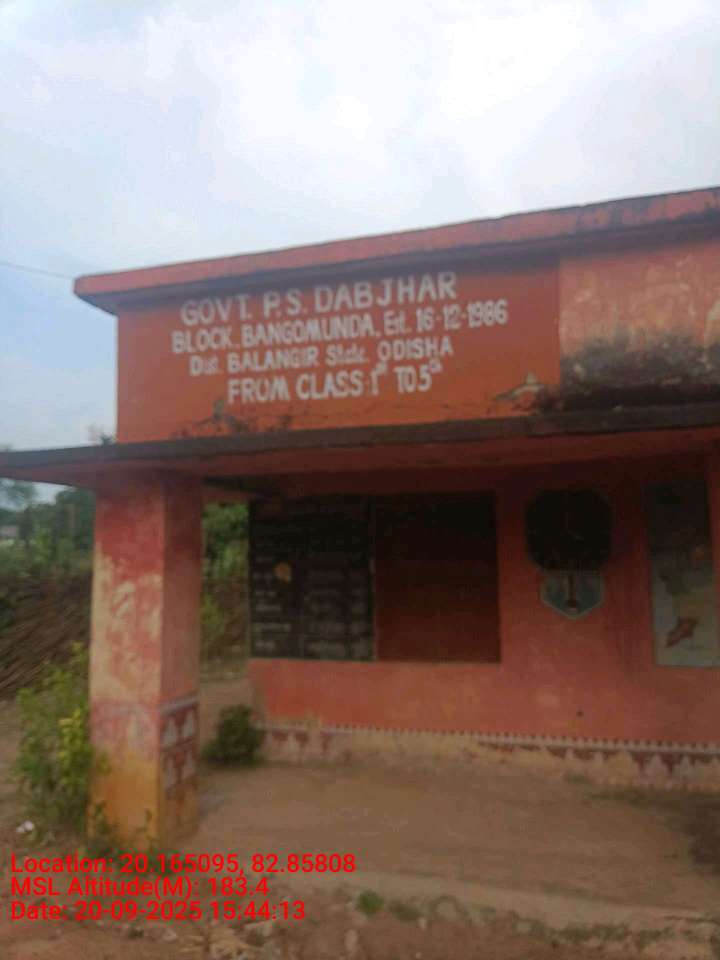 GOVT. P.S. DABJHAR
BLOCK. BANGOMUNDA. Est. 16-12-1986
Dist. BALANGIR State. ODISHA
FROM CLASS 1st TO 5th
Location: 20.165095, 82.85808
MSL Altitude(M): 183.4
Date: 20-09-2025 15:44:13